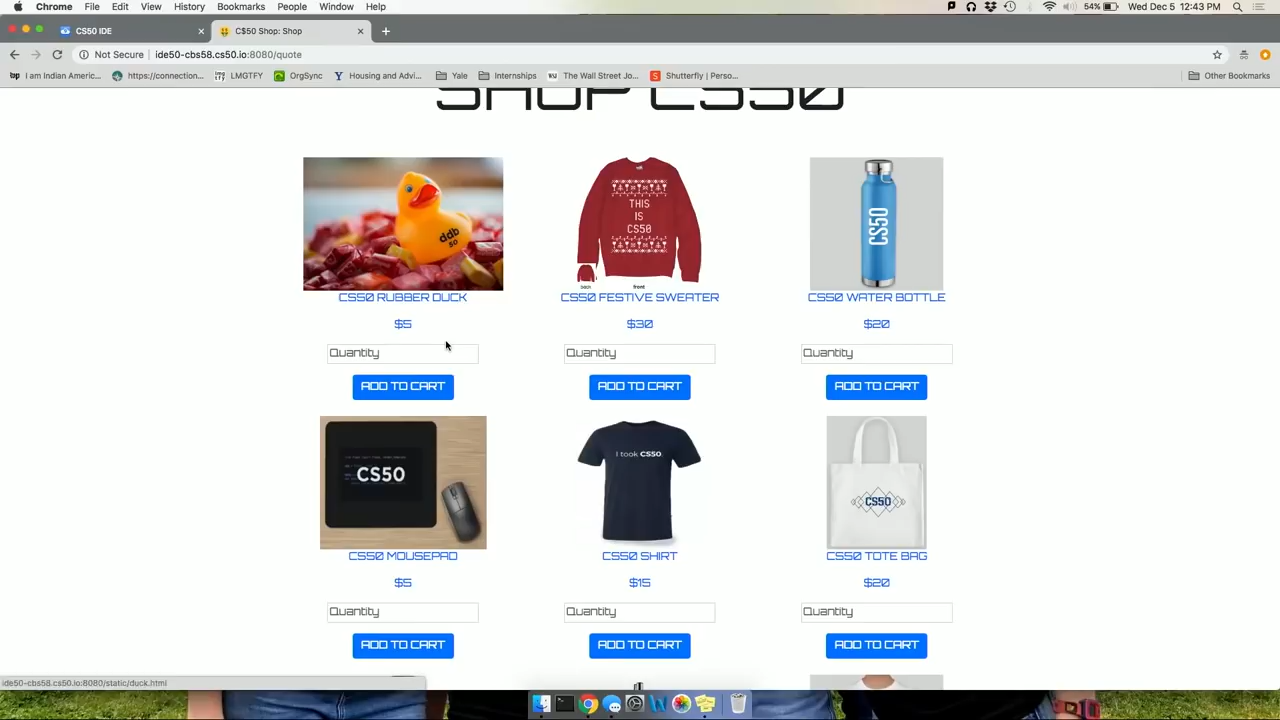 Chrome File Edit View History Bookmarks People Window Help 54% Wed Dec 5 12:43 PM
CS50 IDE C$50 Shop: Shop
Not Secure ide50-cbs58.cs50.io:8080/quote
I am Indian Americ... https://connection... LMGTFY OrgSync Housing and Advi... Yale Internships The Wall Street Jo... Shutterfly | Perso... Other Bookmarks
SHOP CS50
ddb
50
THIS
IS
CS50
back front
CS50
CS50 RUBBER DUCK CS50 FESTIVE SWEATER CS50 WATER BOTTLE
$5 $30 $20
Quantity Quantity Quantity
ADD TO CART ADD TO CART ADD TO CART
CS50
I took CS50.
CS50
CS50 MOUSEPAD CS50 SHIRT CS50 TOTE BAG
$5 $15 $20
Quantity Quantity Quantity
ADD TO CART ADD TO CART ADD TO CART
ide50-cbs58.cs50.io:8080/static/duck.html